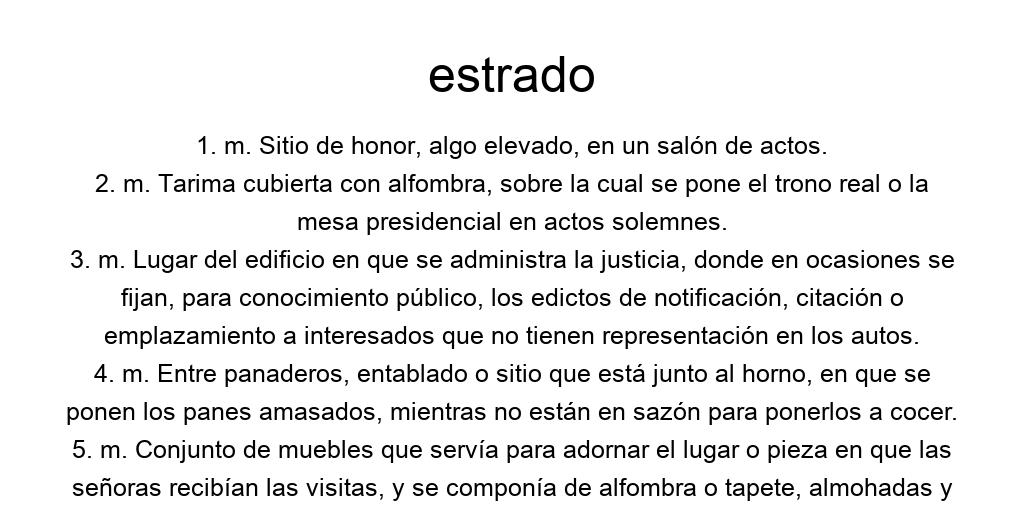 estrado
1. m. Sitio de honor, algo elevado, en un salón de actos.
2. m. Tarima cubierta con alfombra, sobre la cual se pone el trono real o la
mesa presidencial en actos solemnes.
3. m. Lugar del edificio en que se administra la justicia, donde en ocasiones se
fijan, para conocimiento público, los edictos de notificación, citación o
emplazamiento a interesados que no tienen representación en los autos.
4. m. Entre panaderos, entablado o sitio que está junto al horno, en que se
ponen los panes amasados, mientras no están en sazón para ponerlos a cocer.
5. m. Conjunto de muebles que servía para adornar el lugar o pieza en que las
señoras recibían las visitas, y se componía de alfombra o tapete, almohadas y